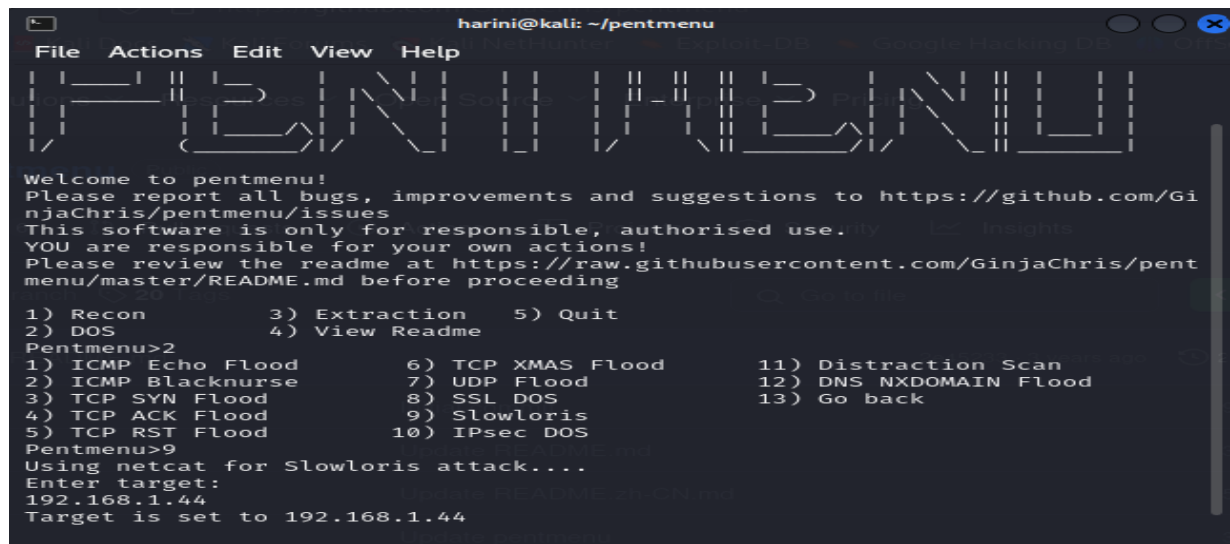 harini@kali: ~/pentmenu
File Actions Edit View Help
PENTMENU
Welcome to pentmenu!
Please report all bugs, improvements and suggestions to https://github.com/Gi
njaChris/pentmenu/issues
This software is only for responsible, authorised use.
YOU are responsible for your own actions!
Please review the readme at https://raw.githubusercontent.com/GinjaChris/pent
menu/master/README.md before proceeding
1) Recon 3) Extraction 5) Quit
2) DOS 4) View Readme
Pentmenu>2
1) ICMP Echo Flood 6) TCP XMAS Flood 11) Distraction Scan
2) ICMP Blacknurse 7) UDP Flood 12) DNS NXDOMAIN Flood
3) TCP SYN Flood 8) SSL DOS 13) Go back
4) TCP ACK Flood 9) Slowloris
5) TCP RST Flood 10) IPsec DOS
Pentmenu>9
Using netcat for Slowloris attack....
Enter target:
192.168.1.44
Target is set to 192.168.1.44